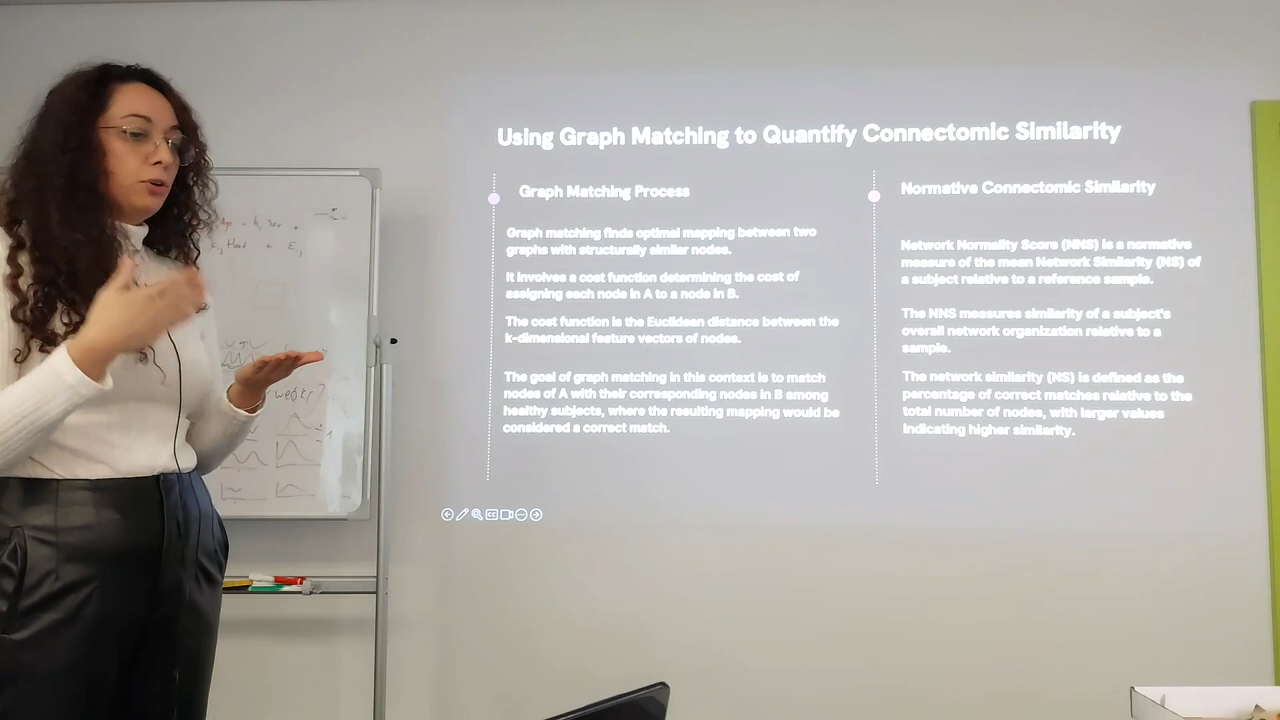 Using Graph Matching to Quantify Connectomic Similarity
Graph Matching Process
Graph matching finds optimal mapping between two
graphs with structurally similar nodes.
It involves a cost function determining the cost of
assigning each node in A to a node in B.
The cost function is the Euclidean distance between the
k-dimensional feature vectors of nodes.
The goal of graph matching in this context is to match
nodes of A with their corresponding nodes in B among
healthy subjects, where the resulting mapping would be
considered a correct match.
Normative Connectomic Similarity
Network Normality Score (NNS) is a normative
measure of the mean Network Similarity (NS) of
a subject relative to a reference sample.
The NNS measures similarity of a subject's
overall network organization relative to a
sample.
The network similarity (NS) is defined as the
percentage of correct matches relative to the
total number of nodes, with larger values
indicating higher similarity.